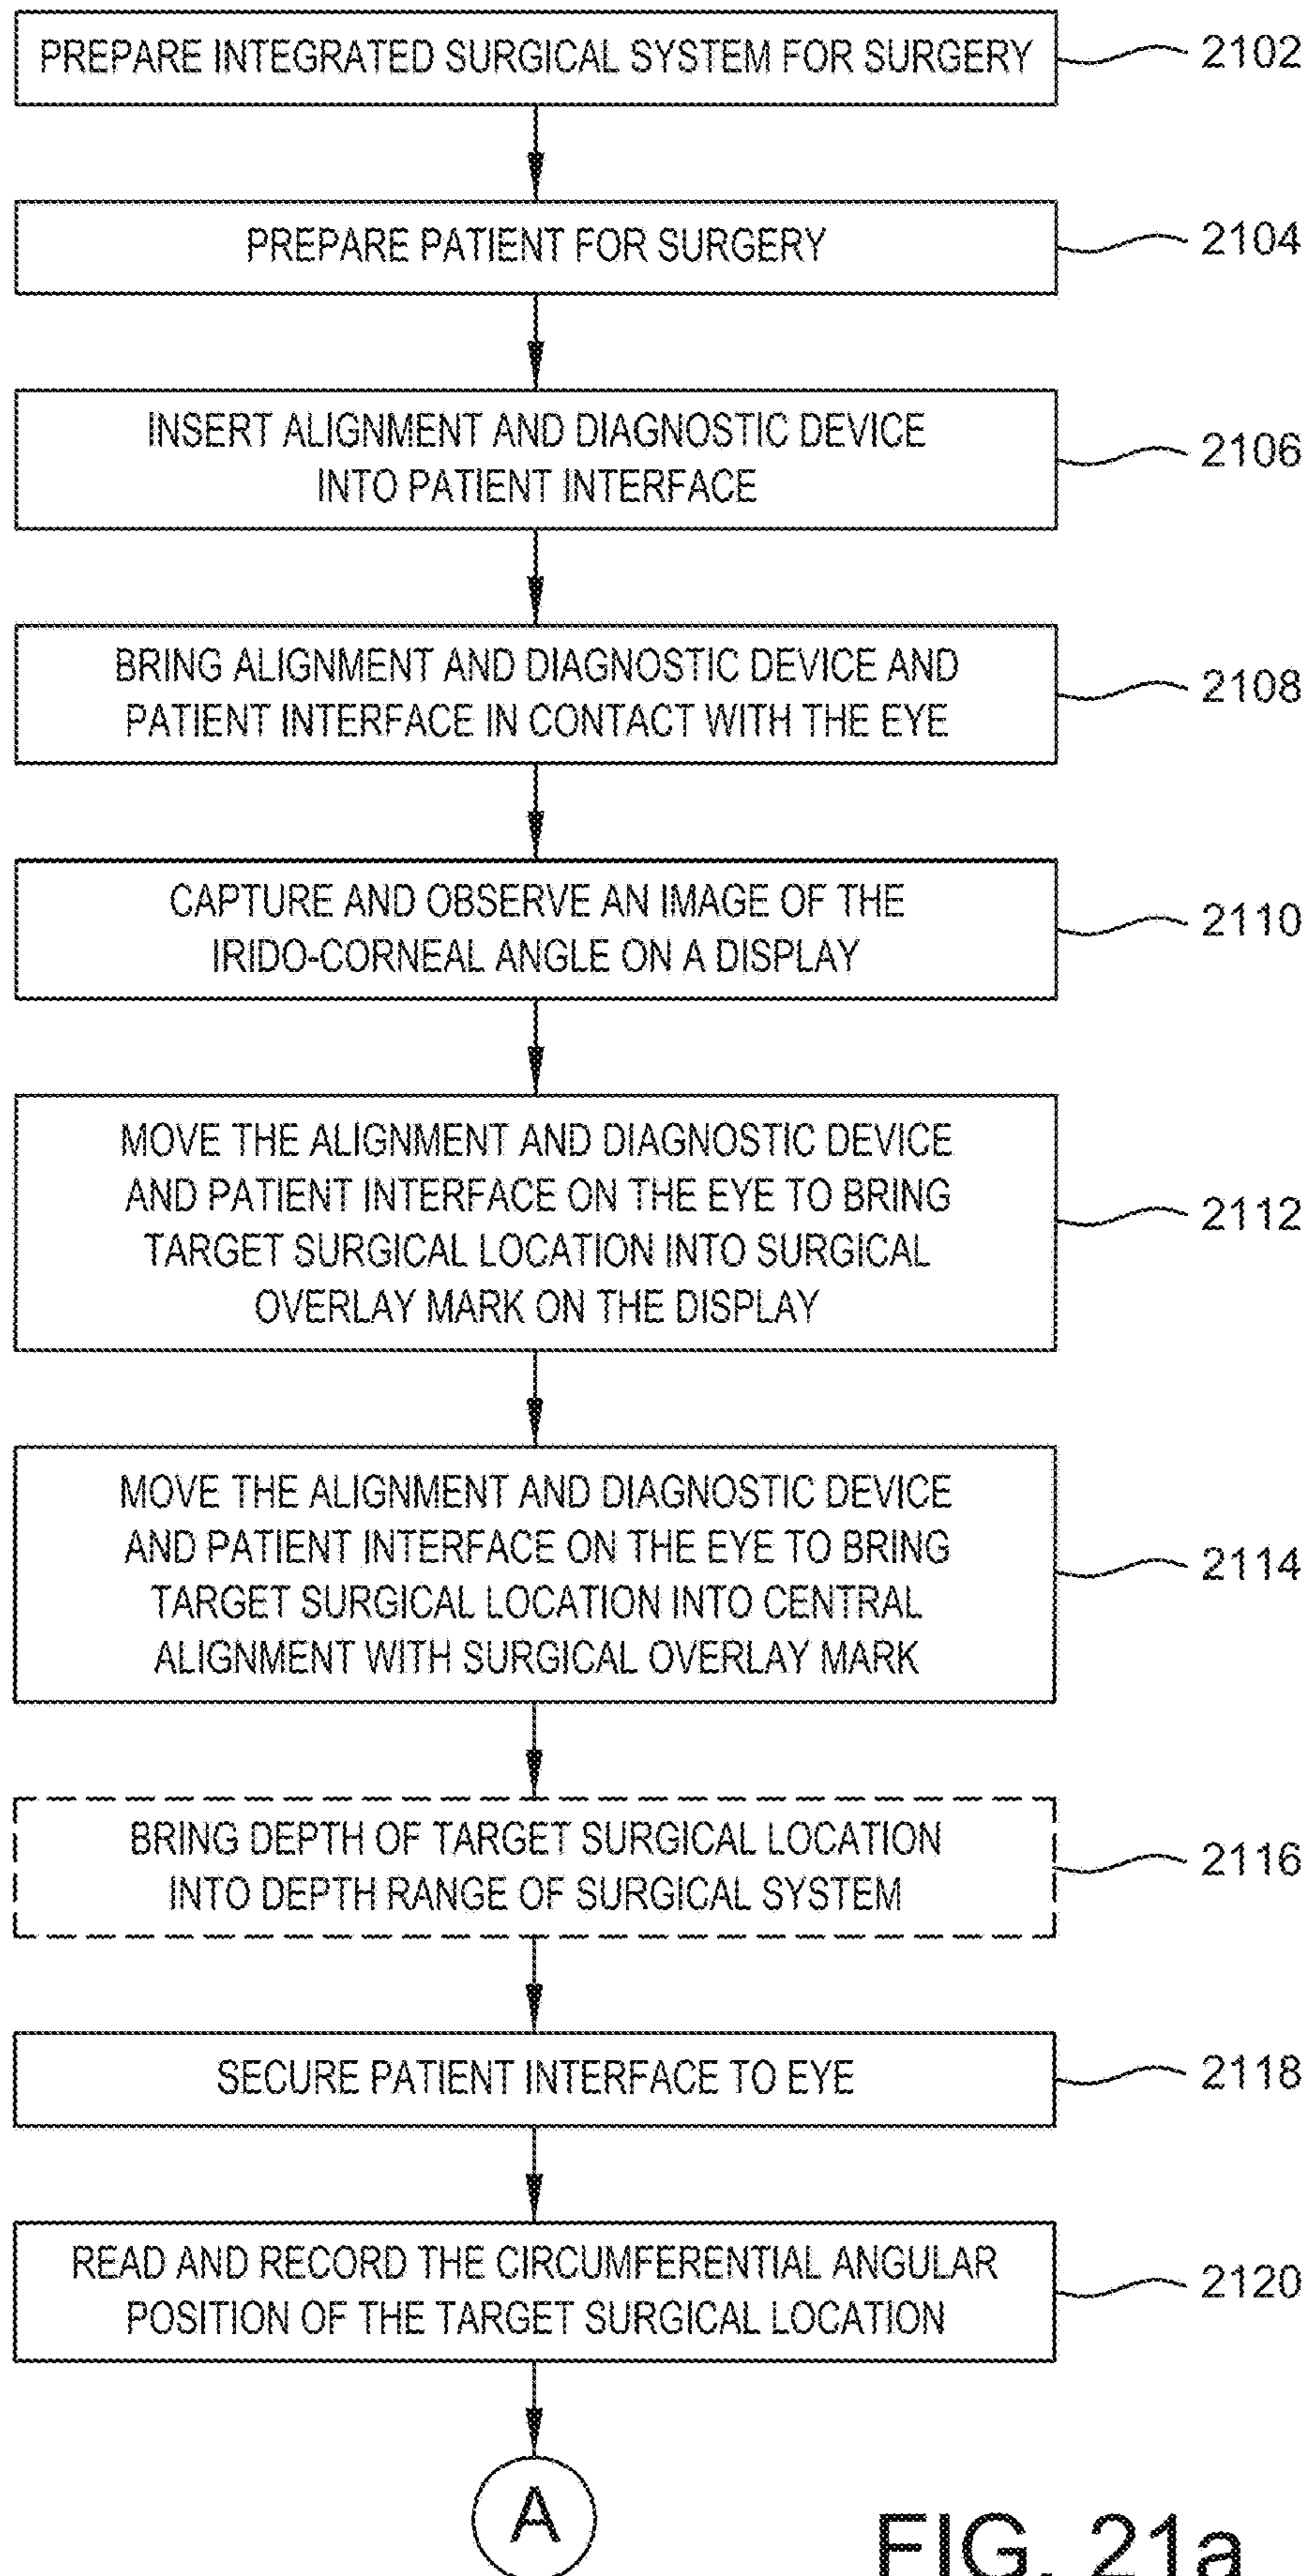 PREPARE INTEGRATED SURGICAL SYSTEM FOR SURGERY
2102
PREPARE PATIENT FOR SURGERY
2104
INSERT ALIGNMENT AND DIAGNOSTIC DEVICE
INTO PATIENT INTERFACE
2106
BRING ALIGNMENT AND DIAGNOSTIC DEVICE AND
PATIENT INTERFACE IN CONTACT WITH THE EYE
2108
CAPTURE AND OBSERVE AN IMAGE OF THE
IRIDO-CORNEAL ANGLE ON A DISPLAY
2110
MOVE THE ALIGNMENT AND DIAGNOSTIC DEVICE
AND PATIENT INTERFACE ON THE EYE TO BRING
TARGET SURGICAL LOCATION INTO SURGICAL
OVERLAY MARK ON THE DISPLAY
2112
MOVE THE ALIGNMENT AND DIAGNOSTIC DEVICE
AND PATIENT INTERFACE ON THE EYE TO BRING
TARGET SURGICAL LOCATION INTO CENTRAL
ALIGNMENT WITH SURGICAL OVERLAY MARK
2114
BRING DEPTH OF TARGET SURGICAL LOCATION
INTO DEPTH RANGE OF SURGICAL SYSTEM
2116
SECURE PATIENT INTERFACE TO EYE
2118
READ AND RECORD THE CIRCUMFERENTIAL ANGULAR
POSITION OF THE TARGET SURGICAL LOCATION
2120
A
FIG. 21a